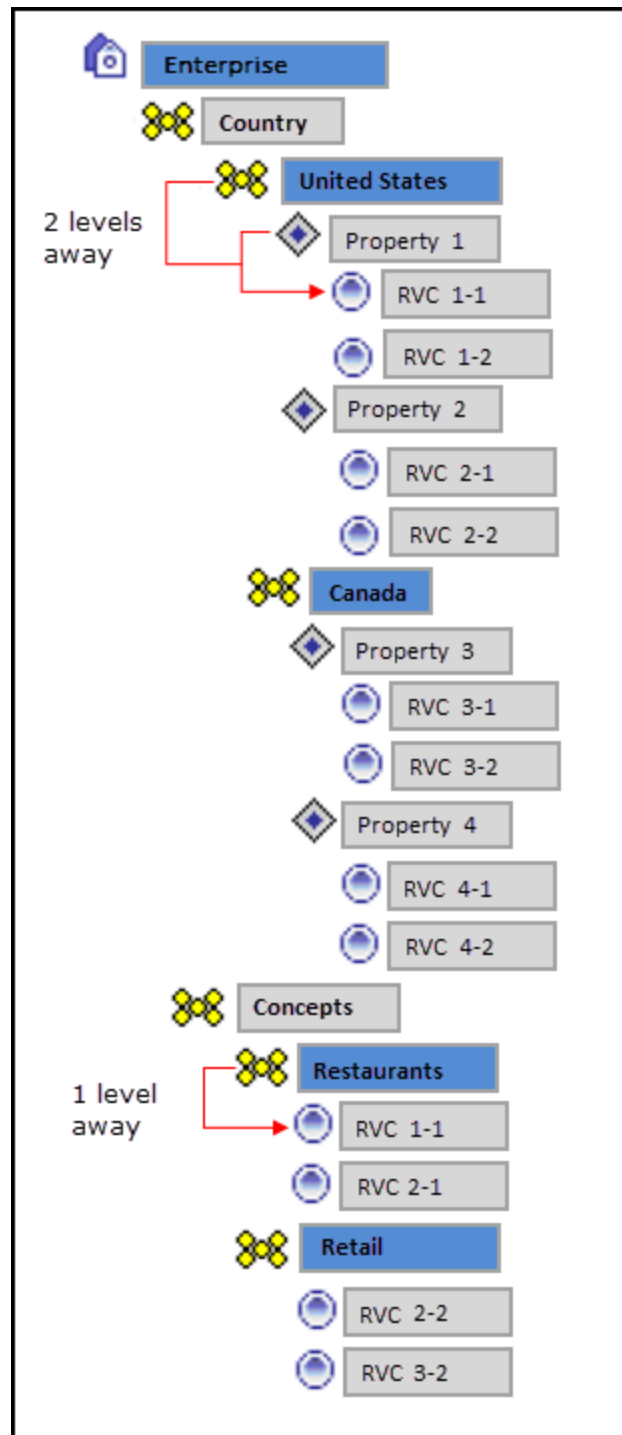 Enterprise
Country
United States
2 levels
away
Property 1
RVC 1-1
RVC 1-2
Property 2
RVC 2-1
RVC 2-2
Canada
Property 3
RVC 3-1
RVC 3-2
Property 4
RVC 4-1
RVC 4-2
Concepts
Restaurants
1 level
away
RVC 1-1
RVC 2-1
Retail
RVC 2-2
RVC 3-2